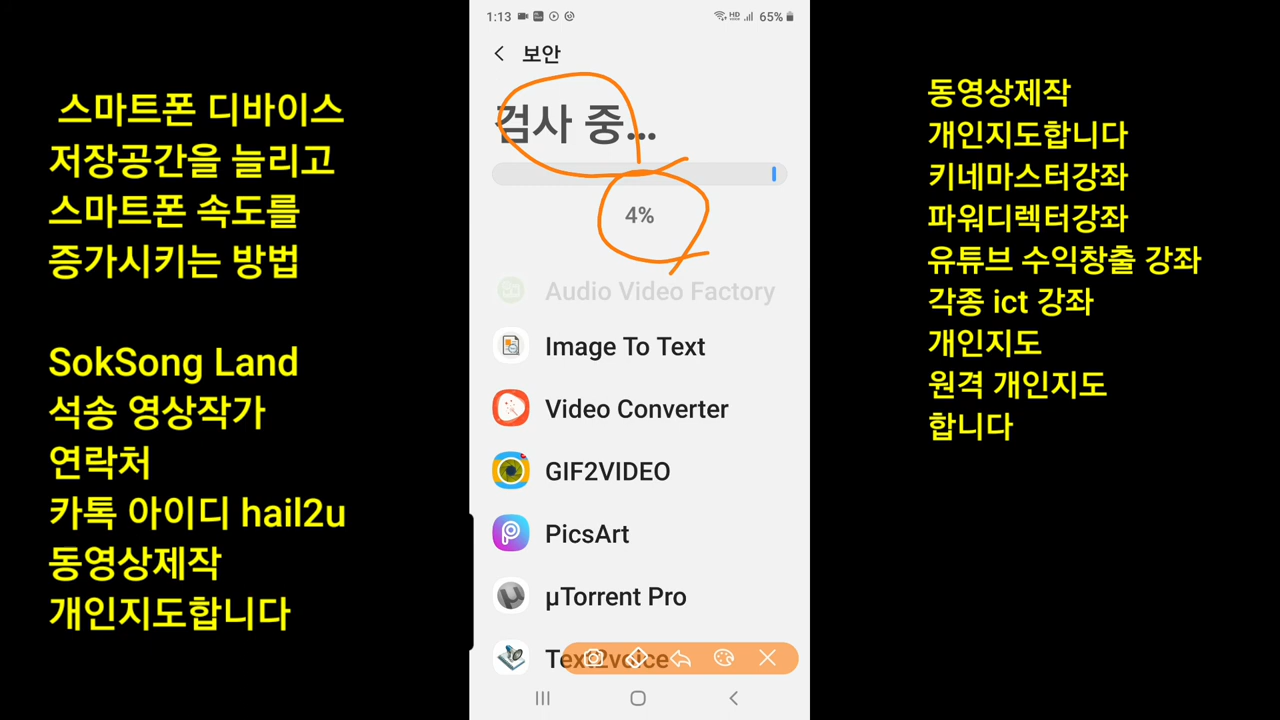 스마트폰 디바이스
저장공간을 늘리고
스마트폰 속도를
증가시키는 방법
SokSong Land
석송 영상작가
연락처
카톡 아이디 hail2u
동영상제작
개인지도합니다
1:13
HD
65%
보안
검사 중...
4%
Audio Video Factory
Image To Text
Video Converter
GIF2VIDEO
PicsArt
μTorrent Pro
Text2voice
동영상제작
개인지도합니다
키네마스터강좌
파워디렉터강좌
유튜브 수익창출 강좌
각종 ict 강좌
개인지도
원격 개인지도
합니다